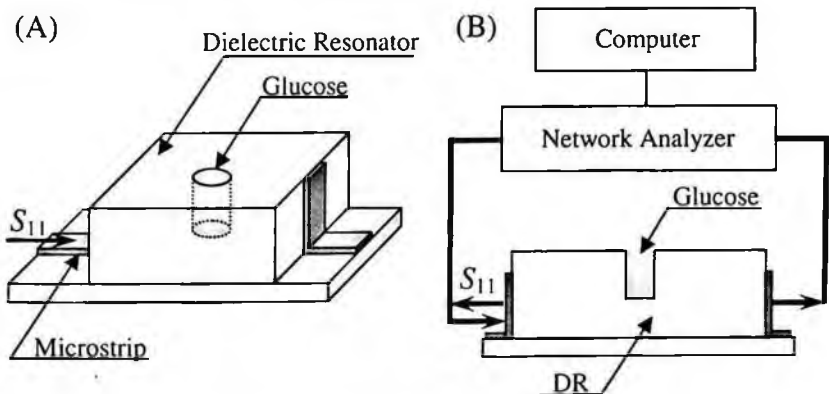 (A)
Dielectric Resonator
Glucose
S11
Microstrip
(B)
Computer
Network Analyzer
Glucose
S11
DR